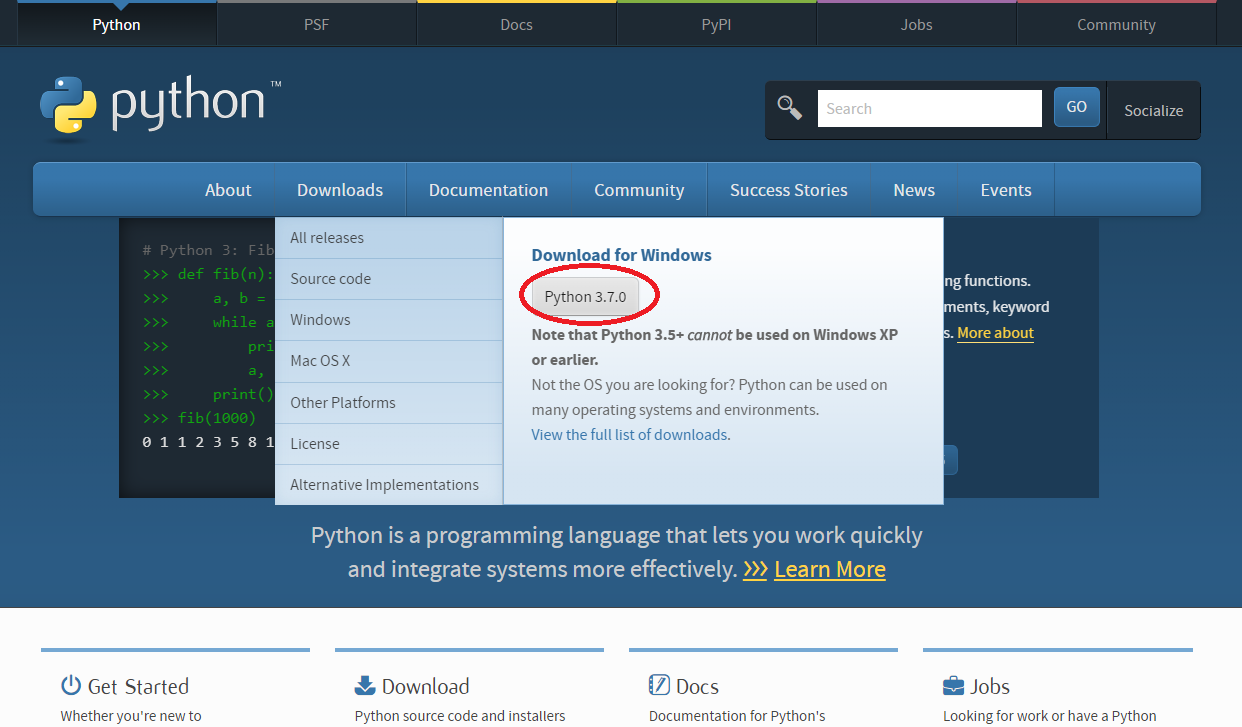 Python
PSF
Docs
PyPI
Jobs
Community
python™
Search
GO
Socialize
About
Downloads
Documentation
Community
Success Stories
News
Events
# Python 3: Fib
>>> def fib(n):
>>>     a, b =
>>>     while a
>>>         pri
>>>         a,
>>>     print()
>>> fib(1000)
0 1 1 2 3 5 8 1
All releases
Source code
Windows
Mac OS X
Other Platforms
License
Alternative Implementations
Download for Windows
Python 3.7.0
Note that Python 3.5+ cannot be used on Windows XP
or earlier.
Not the OS you are looking for? Python can be used on
many operating systems and environments.
View the full list of downloads.
ng functions.
ments, keyword
s. More about
Python is a programming language that lets you work quickly
and integrate systems more effectively. >>> Learn More
Get Started
Whether you're new to
Download
Python source code and installers
Docs
Documentation for Python's
Jobs
Looking for work or have a Python